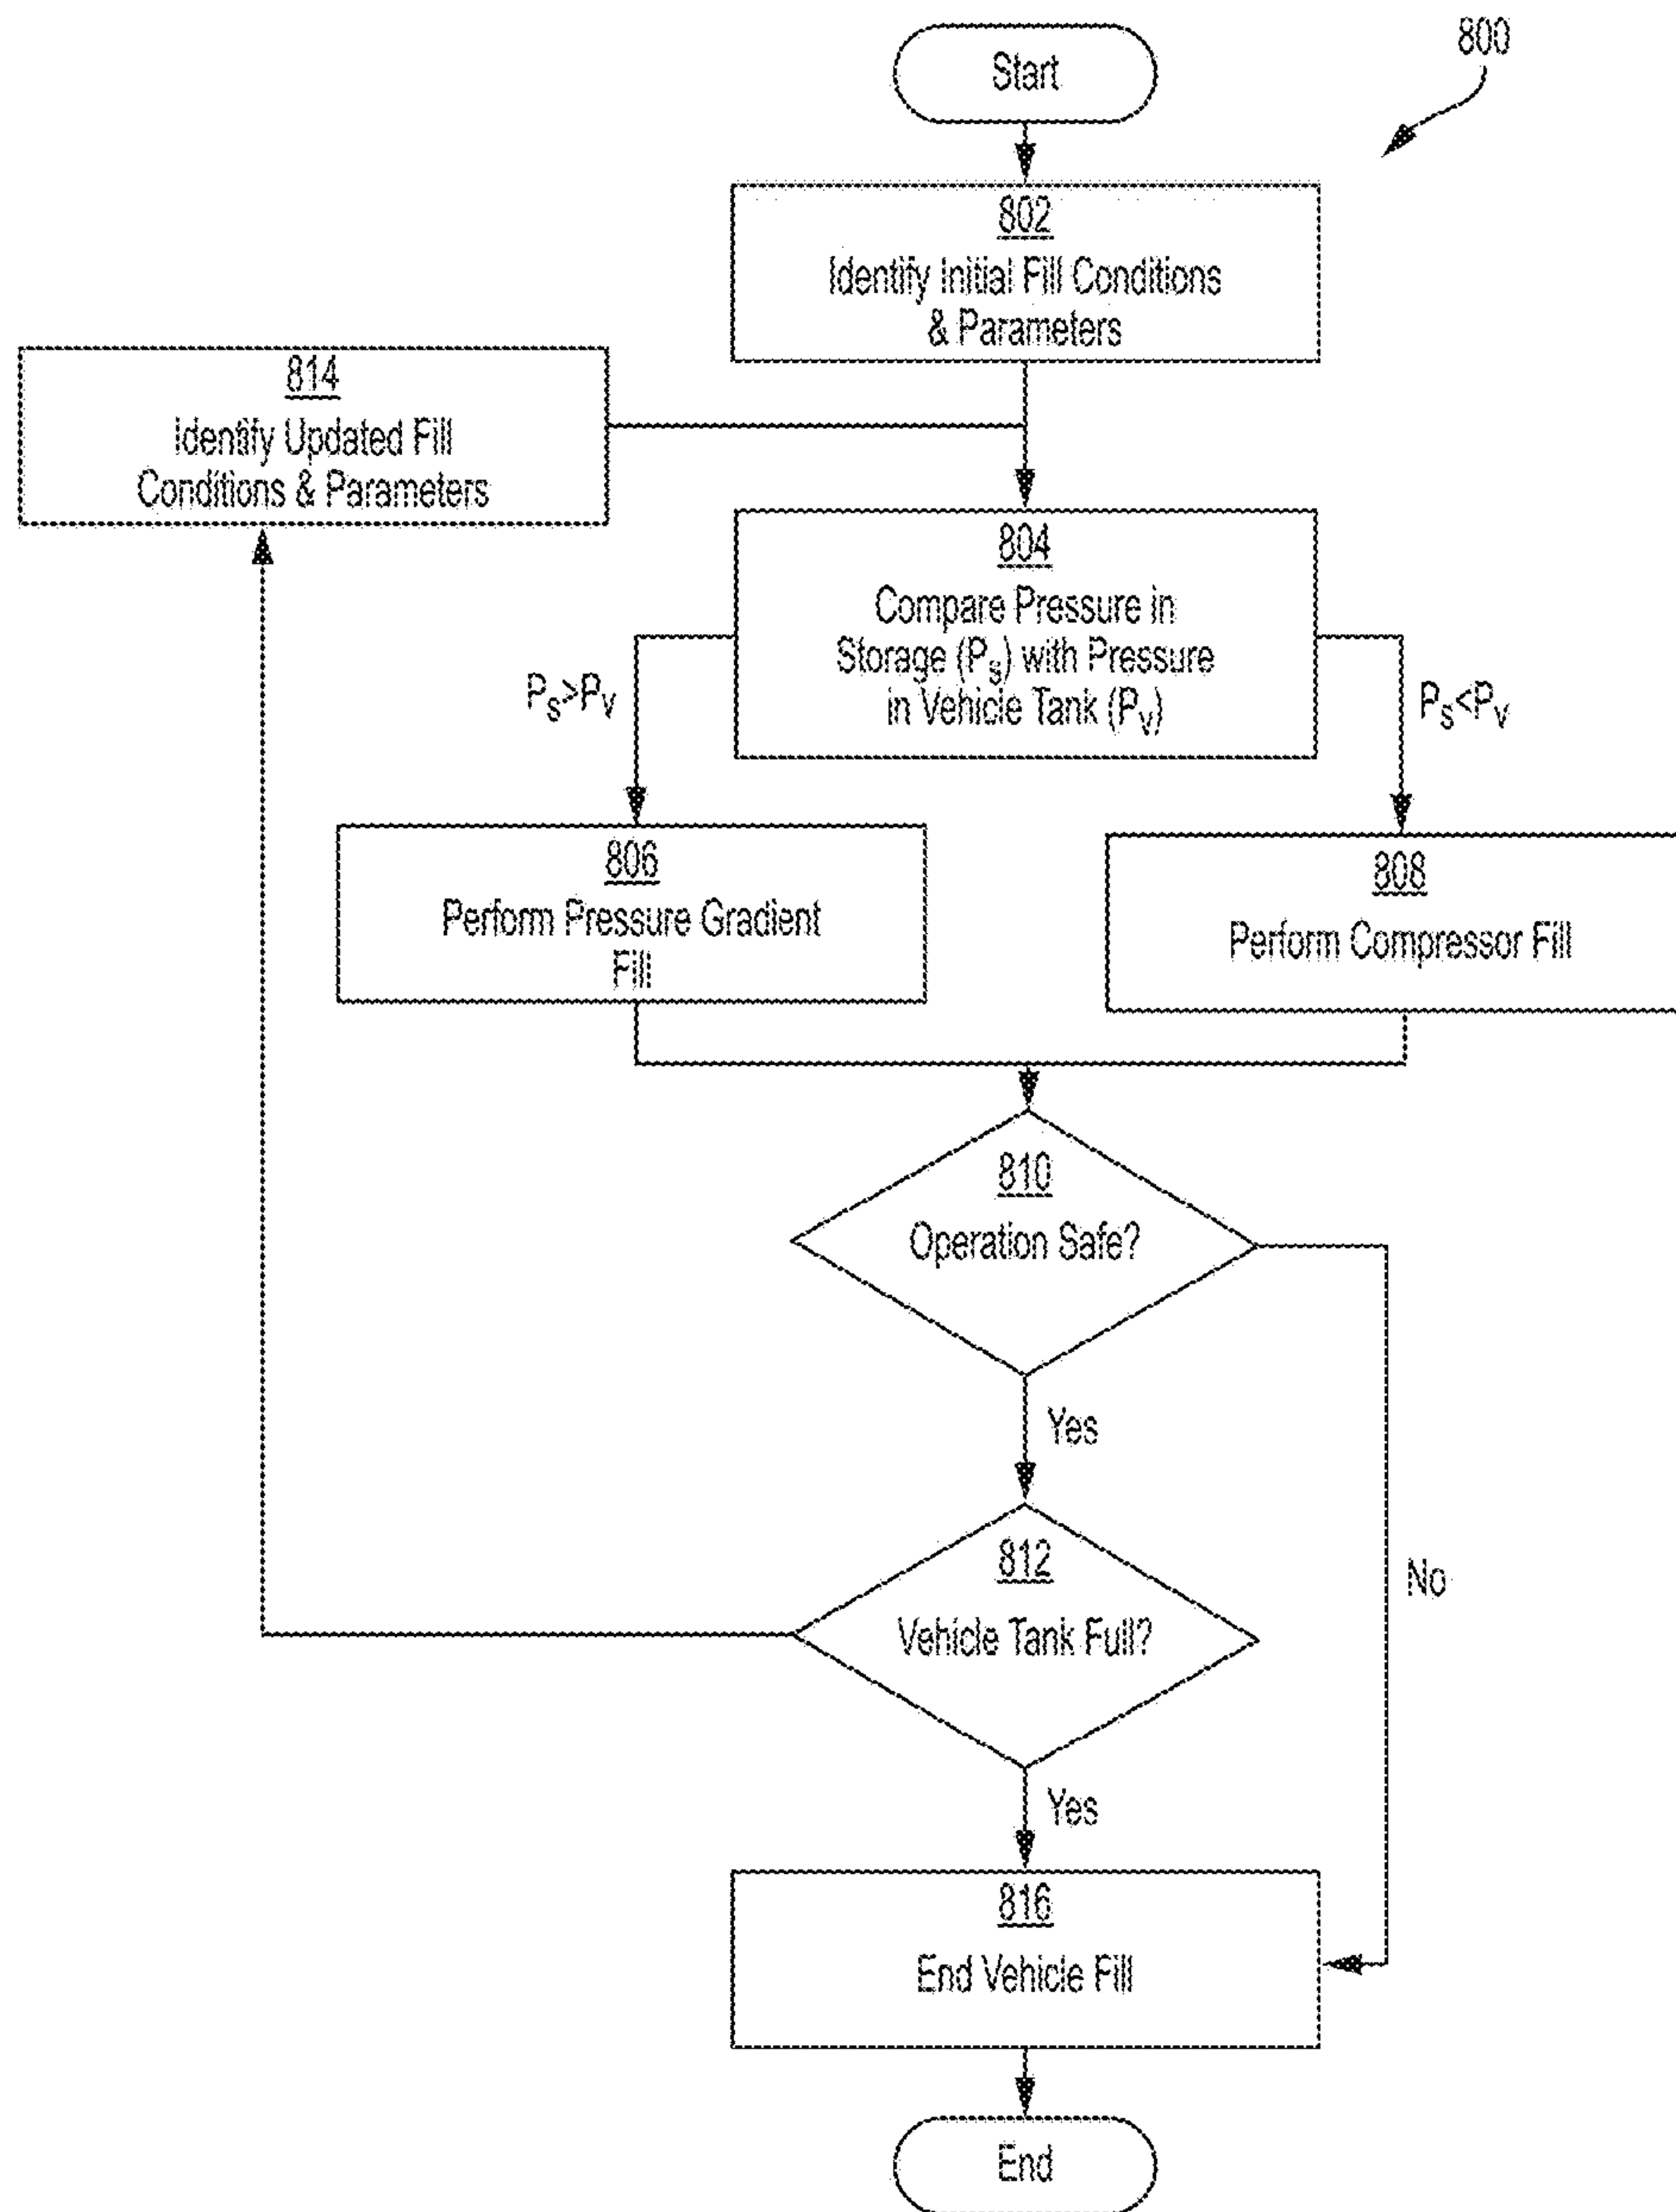 800
Start
802
Identify Initial Fill Conditions
& Parameters
814
Identify Updated Fill
Conditions & Parameters
804
Compare Pressure in
Storage (Ps) with Pressure
in Vehicle Tank (Pv)
Ps>Pv
Ps<Pv
806
Perform Pressure Gradient
Fill
808
Perform Compressor Fill
810
Operation Safe?
Yes
No
812
Vehicle Tank Full?
Yes
816
End Vehicle Fill
End